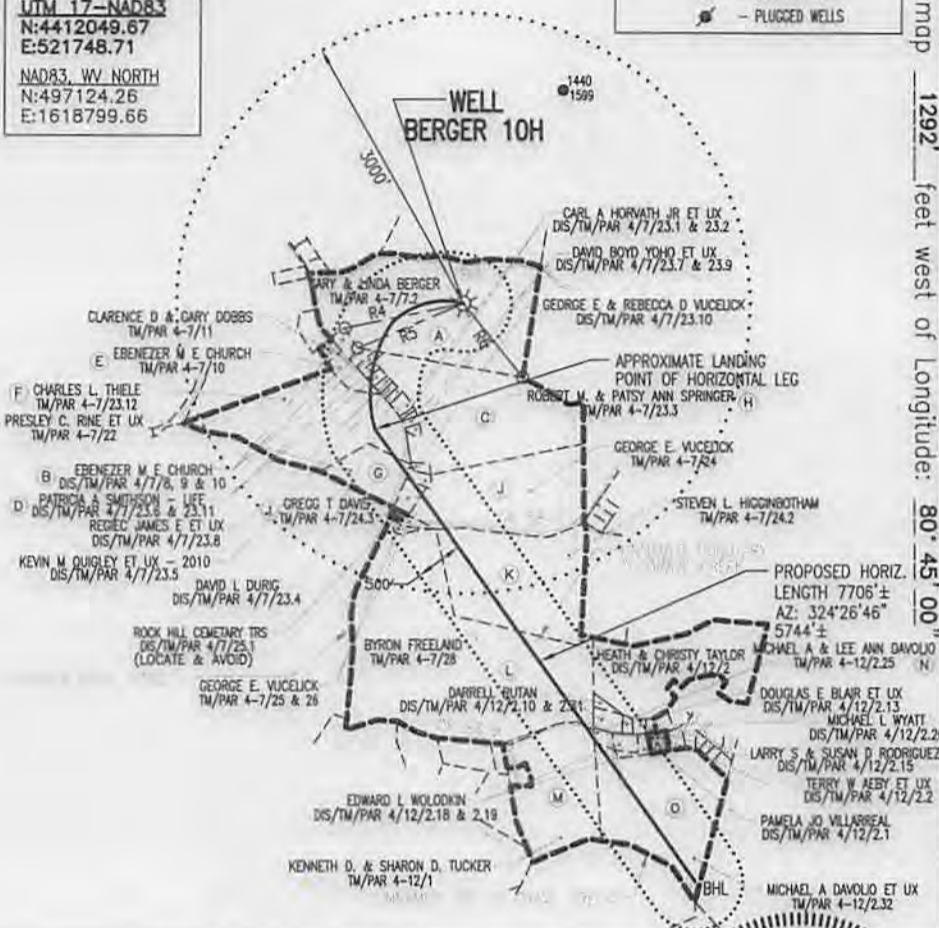 UTM 17-NAD83
N:4412049.67
E:521748.71
NAD83, WV NORTH
N:497124.26
E:1618799.66
- PLUGGED WELLS
map 1292' feet west of Longitude: 80° 45' 00"
1440
1599
WELL
BERGER 10H
3000'
CARL A HORVATH JR ET UX
DIS/TM/PAR 4/7/23.1 & 23.2
DAVID BOYD YOHO ET UX
DIS/TM/PAR 4/7/23.7 & 23.9
GARY & LINDA BERGER
TM/PAR 4-7/7.2
GEORGE E & REBECCA D VUCELICK
DIS/TM/PAR 4/7/23.10
R4
A
CLARENCE D & GARY DOBBS
TM/PAR 4-7/11
E EBENEZER M E CHURCH
TM/PAR 4-7/10
APPROXIMATE LANDING
POINT OF HORIZONTAL LEG
F CHARLES L. THIELE
TM/PAR 4-7/23.12
ROBERT M. & PATSY ANN SPRINGER H
TM/PAR 4-7/23.3
PRESLEY C. RINE ET UX
TM/PAR 4-7/22
GEORGE E. VUCELICK
TM/PAR 4-7/24
B EBENEZER M E CHURCH
DIS/TM/PAR 4/7/8, 9 & 10
G
J
D PATRICIA A SMITHSON - LIFE
DIS/TM/PAR 4/7/23.6 & 23.11
GREGG T DAVIS
TM/PAR 4-7/24.3
STEVEN L. HIGGINBOTHAM
TM/PAR 4-7/24.2
REGIEC JAMES E ET UX
DIS/TM/PAR 4/7/23.8
KEVIN M QUIGLEY ET UX - 2010
DIS/TM/PAR 4/7/23.5
K
500'
PROPOSED HORIZ.
LENGTH 7706'±
AZ: 324°26'46"
5744'±
DAVID L DURIG
DIS/TM/PAR 4/7/23.4
ROCK HILL CEMETARY TRS
DIS/TM/PAR 4/7/25.1
(LOCATE & AVOID)
BYRON FREELAND
TM/PAR 4-7/28
L
HEATH & CHRISTY TAYLOR
DIS/TM/PAR 4/12/2
MICHAEL A & LEE ANN DAVOLIO
TM/PAR 4-12/2.25 N
GEORGE E. VUCELICK
TM/PAR 4-7/25 & 26
DARRELL RUTAN
DIS/TM/PAR 4/12/2.10 & 2.21
DOUGLAS E BLAIR ET UX
DIS/TM/PAR 4/12/2.13
MICHAEL L WYATT
DIS/TM/PAR 4/12/2.2
LARRY S & SUSAN D RODRIGUEZ
DIS/TM/PAR 4/12/2.15
TERRY W AEBY ET UX
DIS/TM/PAR 4/12/2.2
EDWARD L WOLODKIN
DIS/TM/PAR 4/12/2.18 & 2.19
M
O
PAMELA JO VILLARREAL
DIS/TM/PAR 4/12/2.1
KENNETH D. & SHARON D. TUCKER
TM/PAR 4-12/1
BHL
MICHAEL A DAVOLIO ET UX
TM/PAR 4-12/2.32